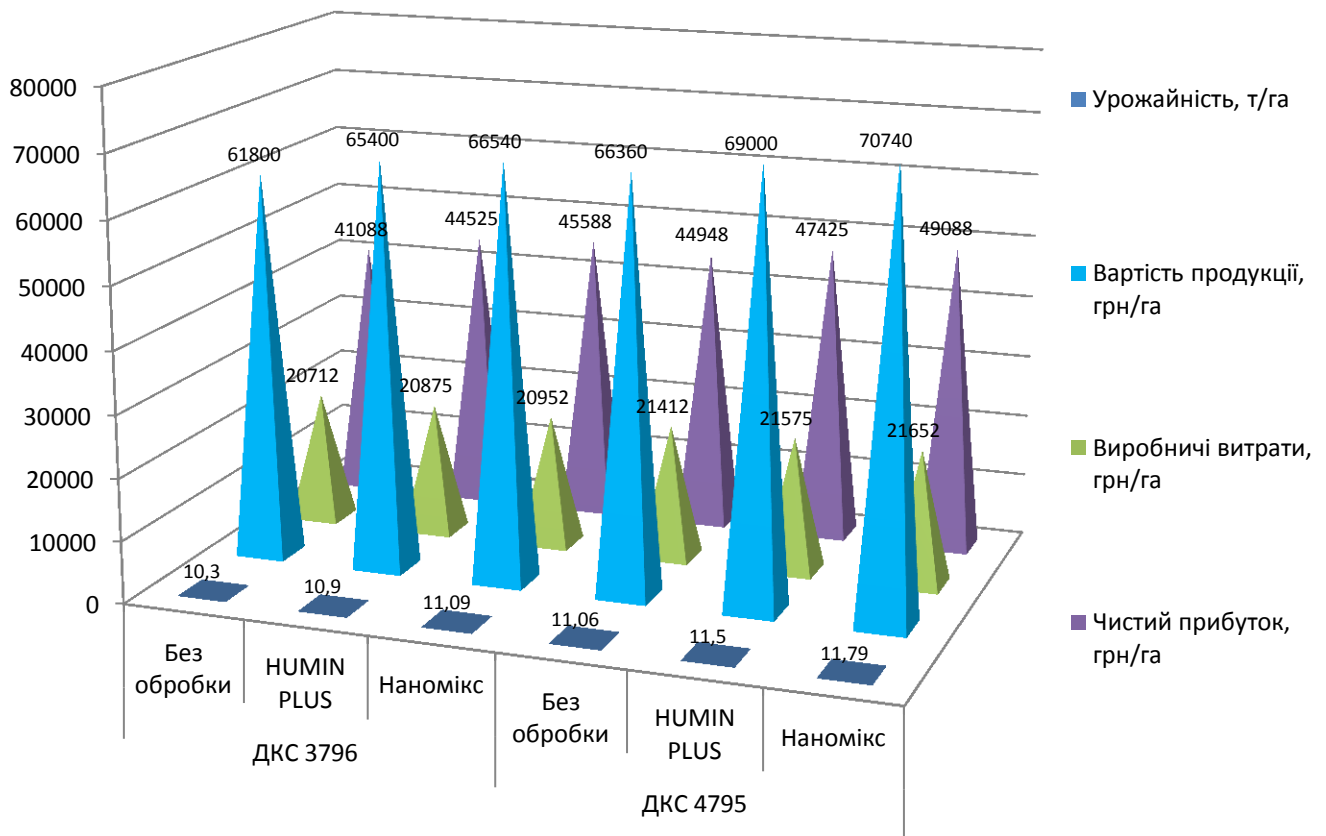 80000
70000
60000
50000
40000
30000
20000
10000
0
61800
65400
66540
66360
69000
70740
41088
44525
45588
44948
47425
49088
20712
20875
20952
21412
21575
21652
10,3
10,9
11,09
11,06
11,5
11,79
Без
обробки
HUMIN
PLUS
Наномікс
Без
обробки
HUMIN
PLUS
Наномікс
ДКС 3796
ДКС 4795
Урожайність, т/га
Вартість продукції,
грн/га
Виробничі витрати,
грн/га
Чистий прибуток,
грн/га